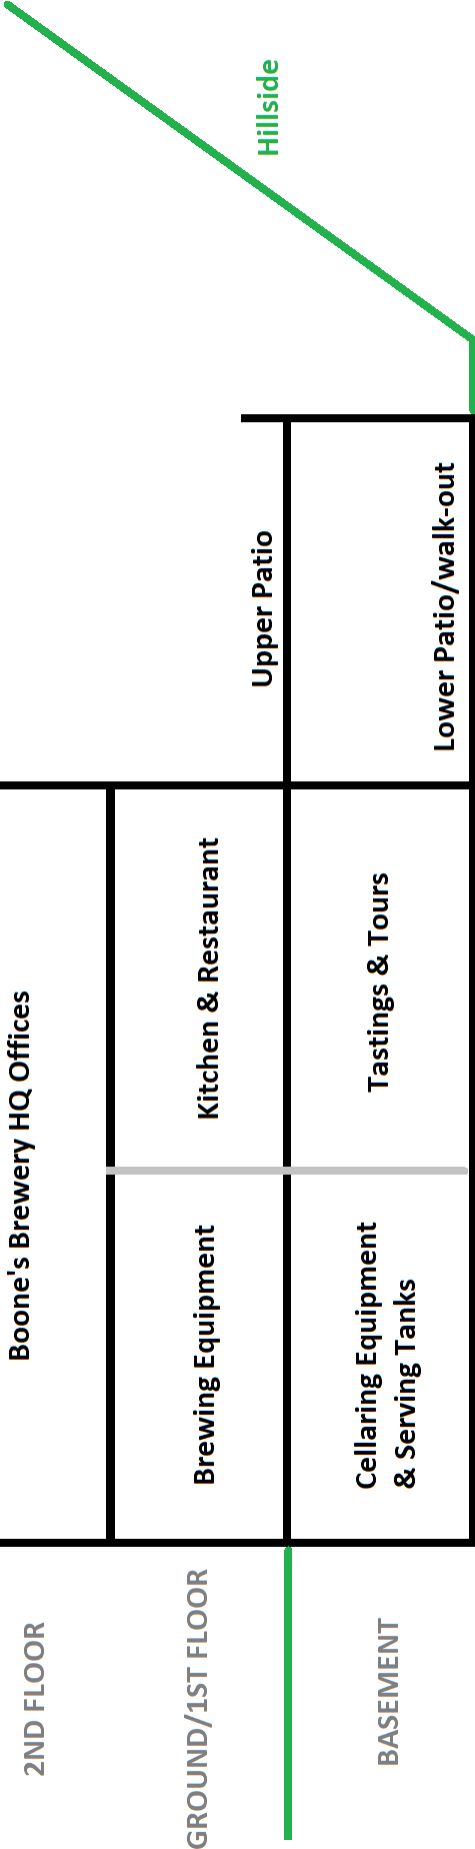 2ND FLOOR
Boone's Brewery HQ Offices
GROUND/1ST FLOOR
Brewing Equipment
Kitchen & Restaurant
Upper Patio
Hillside
BASEMENT
Cellaring Equipment
& Serving Tanks
Tastings & Tours
Lower Patio/walk-out